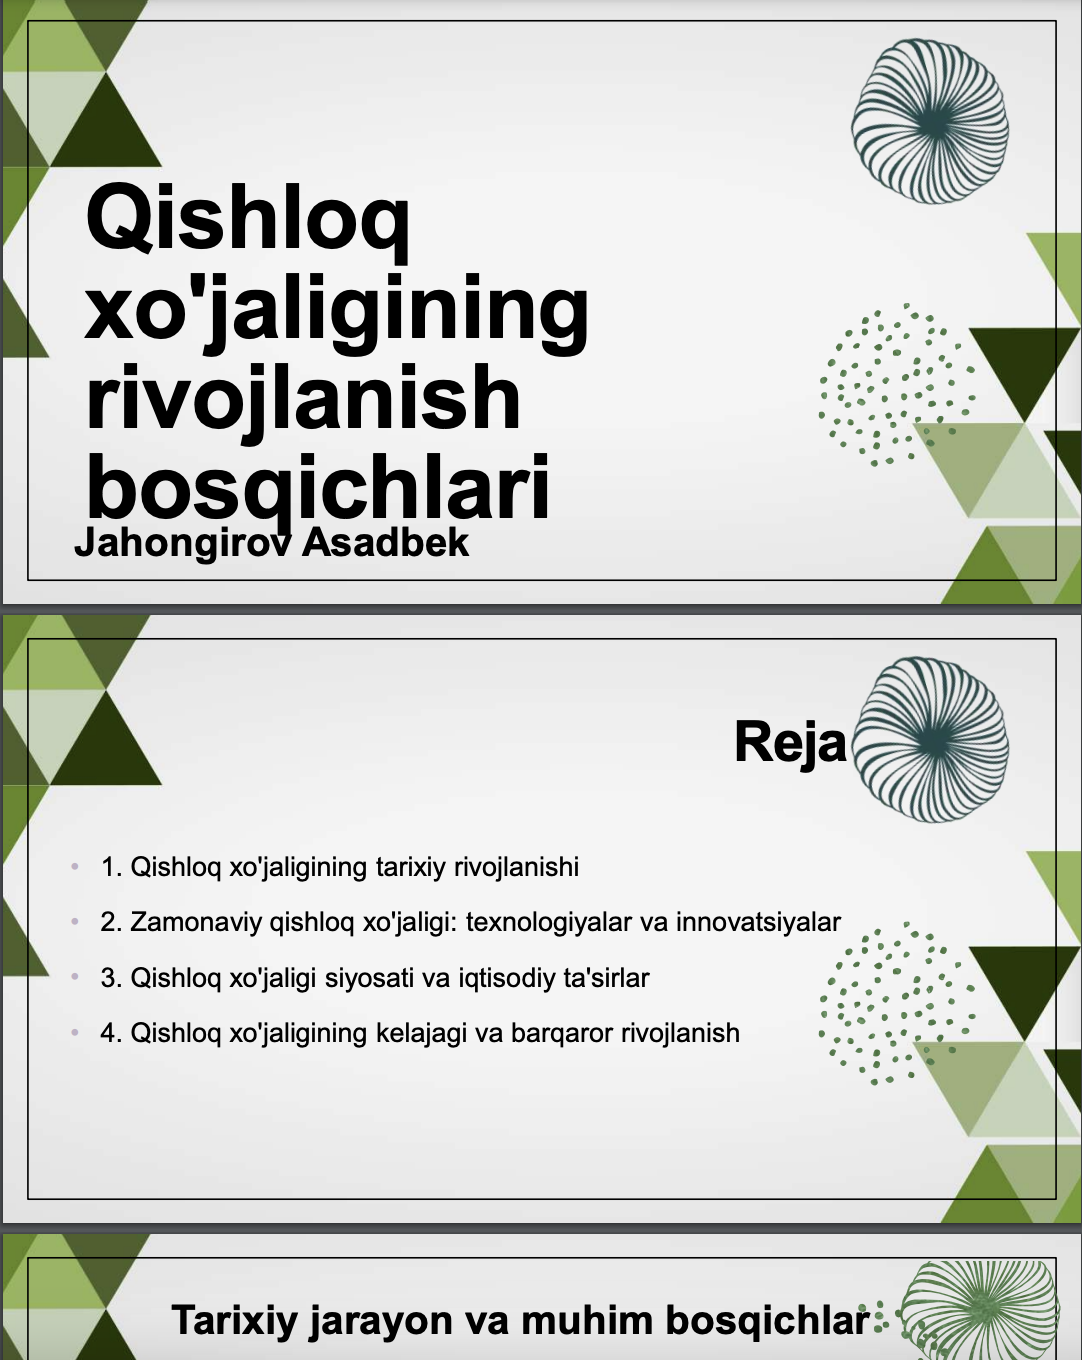 Qishloq
xo'jaligining
rivojlanish
bosqichlari
Jahongirov Asadbek
Reja
• 1. Qishloq xo'jaligining tarixiy rivojlanishi
• 2. Zamonaviy qishloq xo'jaligi: texnologiyalar va innovatsiyalar
• 3. Qishloq xo'jaligi siyosati va iqtisodiy ta'sirlar
• 4. Qishloq xo'jaligining kelajagi va barqaror rivojlanish
Tarixiy jarayon va muhim bosqichlar